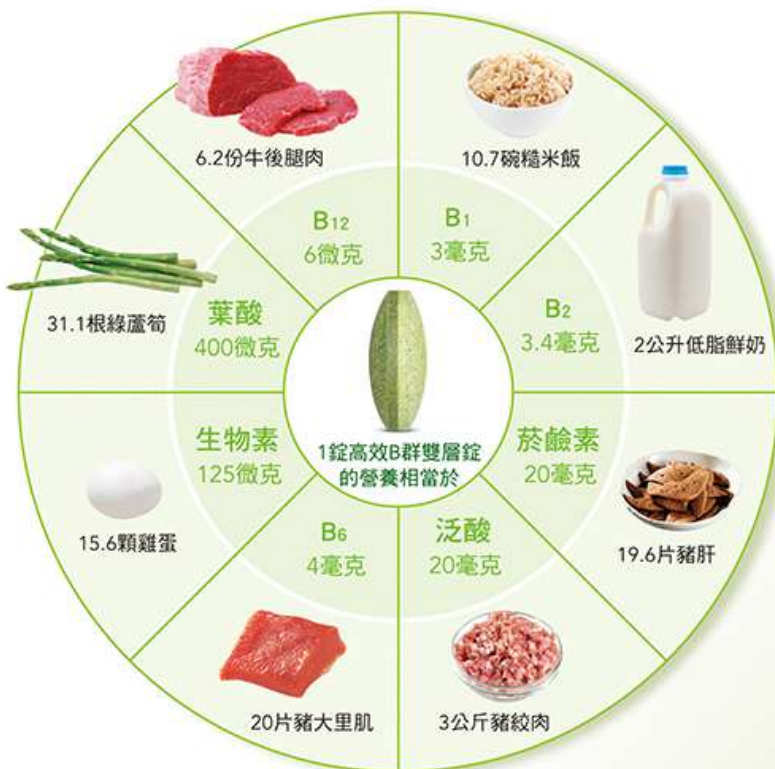 6.2份牛後腿肉
B12
6微克
10.7碗糙米飯
B1
3毫克
2公升低脂鮮奶
B2
3.4毫克
19.6片豬肝
菸鹼素
20毫克
3公斤豬絞肉
泛酸
20毫克
20片豬大里肌
B6
4毫克
15.6顆雞蛋
生物素
125微克
31.1根綠蘆筍
葉酸
400微克
1錠高效B群雙層錠
的營養相當於